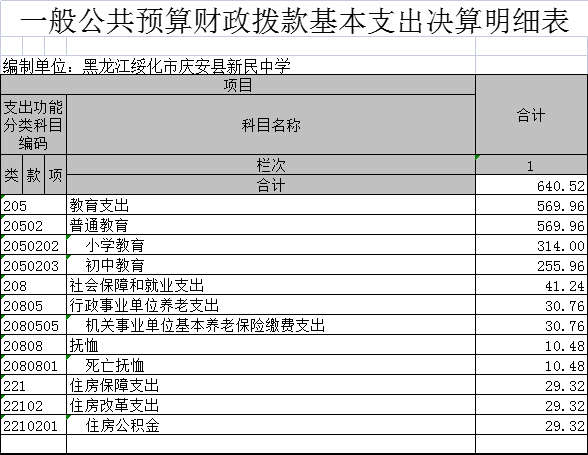 一般公共预算财政拨款基本支出决算明细表
编制单位：黑龙江绥化市庆安县新民中学
项目
支出功能
分类科目
编码
科目名称
合计
类 款 项 栏次 1
合计 640.52
205 教育支出 569.96
20502 普通教育 569.96
2050202 小学教育 314.00
2050203 初中教育 255.96
208 社会保障和就业支出 41.24
20805 行政事业单位养老支出 30.76
2080505 机关事业单位基本养老保险缴费支出 30.76
20808 抚恤 10.48
2080801 死亡抚恤 10.48
221 住房保障支出 29.32
22102 住房改革支出 29.32
2210201 住房公积金 29.32